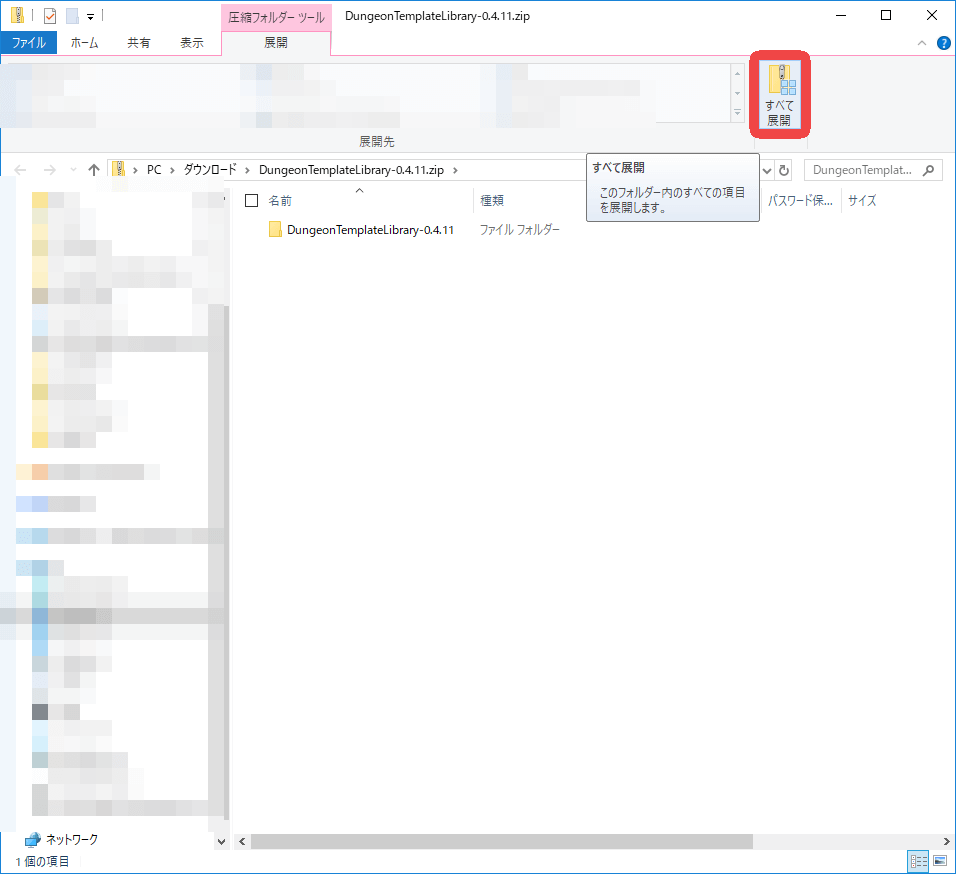 圧縮フォルダー ツール
DungeonTemplateLibrary-0.4.11.zip
ファイル
ホーム
共有
表示
展開
すべて
展開
展開先
PC
ダウンロード
DungeonTemplateLibrary-0.4.11.zip
DungeonTemplat...
すべて展開
このフォルダー内のすべての項目
を展開します。
名前
種類
パスワード保...
サイズ
DungeonTemplateLibrary-0.4.11
ファイル フォルダー
ネットワーク
1 個の項目